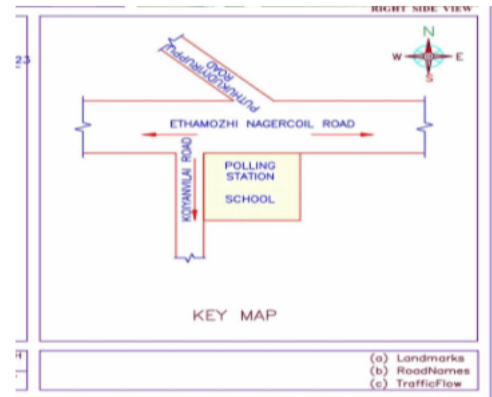 RIGHT SIDE VIEW
23
N
W E
S
PUTHUKUDIYIRUPPU
ROAD
ETHAMOZHI NAGERCOIL ROAD
KOIYANVILAI ROAD
POLLING
STATION
SCHOOL
KEY MAP
(a) Landmarks
(b) RoadNames
(c) TrafficFlow